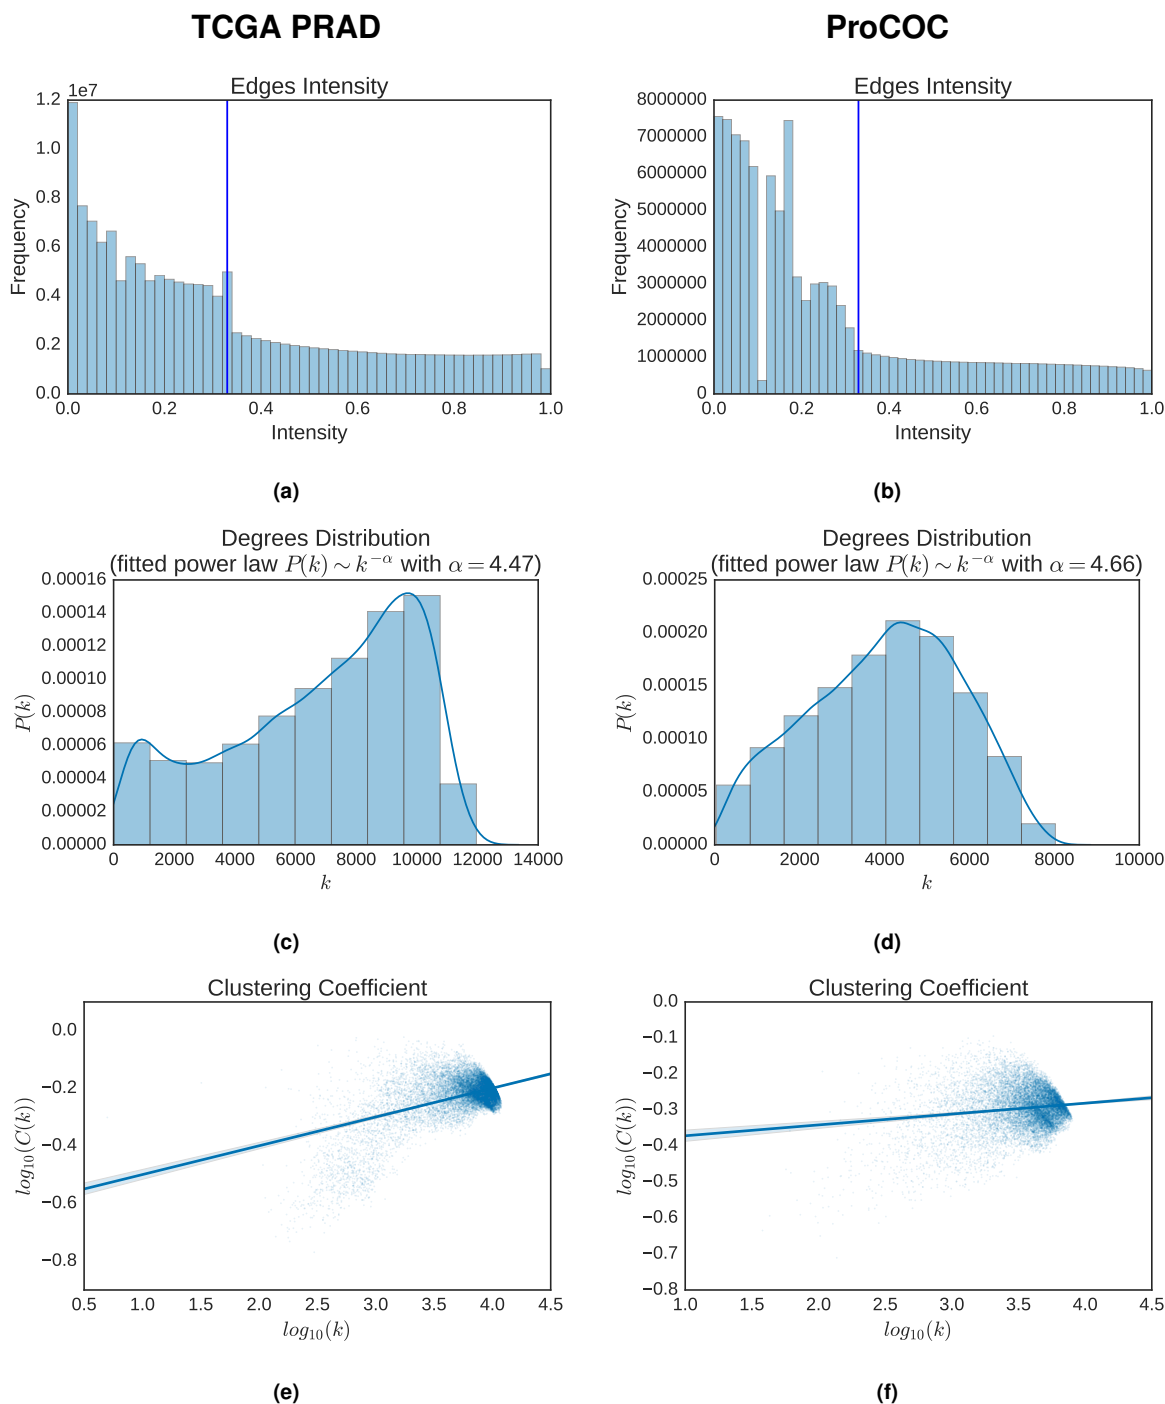 TCGA PRAD
ProCOC
Edges Intensity
1e7
1.2
1.0
0.8
0.6
0.4
0.2
0.0
Frequency
0.0 0.2 0.4 0.6 0.8 1.0
Intensity
(a)
Edges Intensity
8000000
7000000
6000000
5000000
4000000
3000000
2000000
1000000
0
Frequency
0.0 0.2 0.4 0.6 0.8 1.0
Intensity
(b)
Degrees Distribution
(fitted power law P(k) ∼ k^{−α} with α = 4.47)
0.00016
0.00014
0.00012
0.00010
0.00008
0.00006
0.00004
0.00002
0.00000
P(k)
0 2000 4000 6000 8000 10000 12000 14000
k
(c)
Degrees Distribution
(fitted power law P(k) ∼ k^{−α} with α = 4.66)
0.00025
0.00020
0.00015
0.00010
0.00005
0.00000
P(k)
0 2000 4000 6000 8000 10000
k
(d)
Clustering Coefficient
0.0
−0.2
−0.4
−0.6
−0.8
log₁₀(C(k))
0.5 1.0 1.5 2.0 2.5 3.0 3.5 4.0 4.5
log₁₀(k)
(e)
Clustering Coefficient
0.0
−0.1
−0.2
−0.3
−0.4
−0.5
−0.6
−0.7
−0.8
log₁₀(C(k))
1.0 1.5 2.0 2.5 3.0 3.5 4.0 4.5
log₁₀(k)
(f)